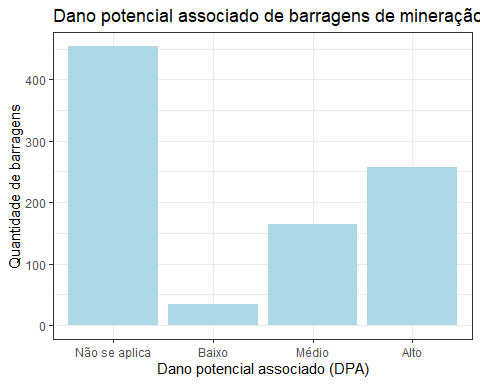 Dano potencial associado de barragens de mineração
Quantidade de barragens
400
300
200
100
0
Não se aplica
Baixo
Médio
Alto
Dano potencial associado (DPA)